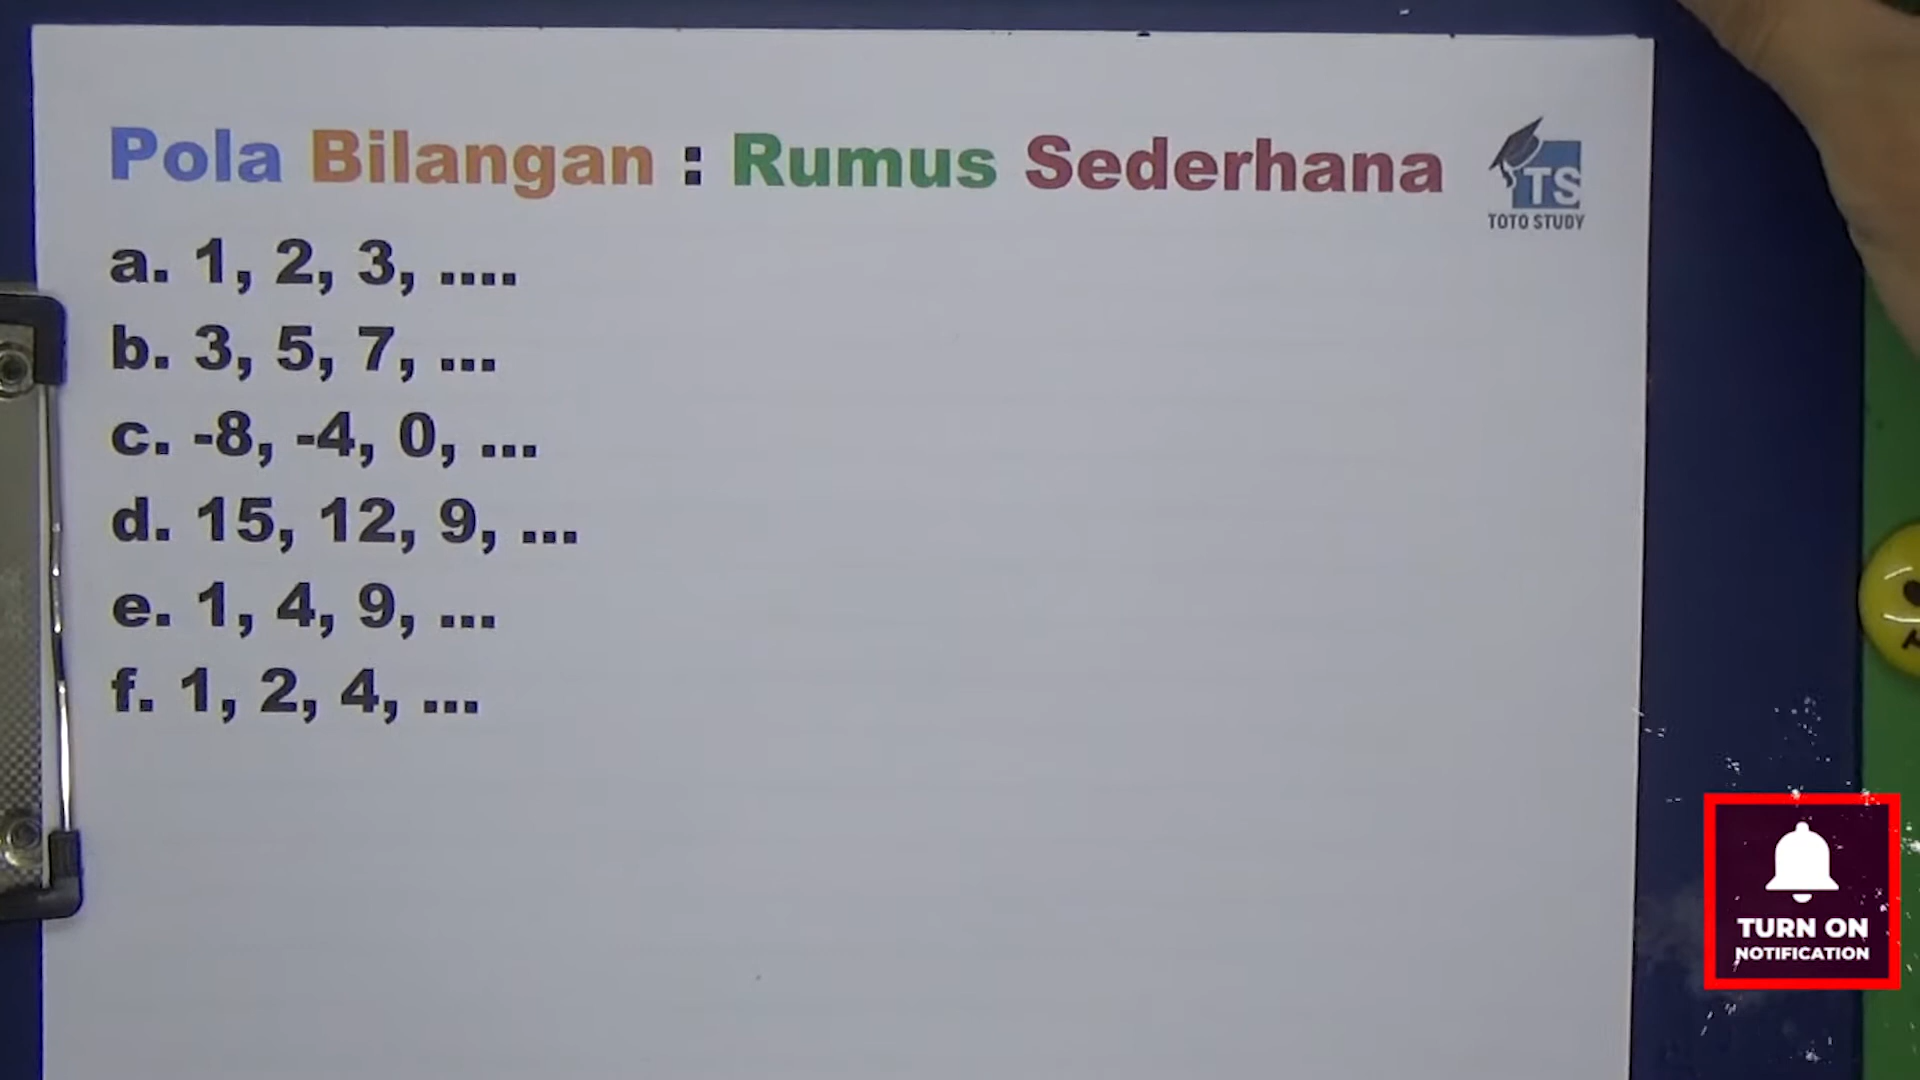 Pola Bilangan : Rumus Sederhana
TS
TOTO STUDY
a. 1, 2, 3, ....
b. 3, 5, 7, ...
c. -8, -4, 0, ...
d. 15, 12, 9, ...
e. 1, 4, 9, ...
f. 1, 2, 4, ...
TURN ON
NOTIFICATION